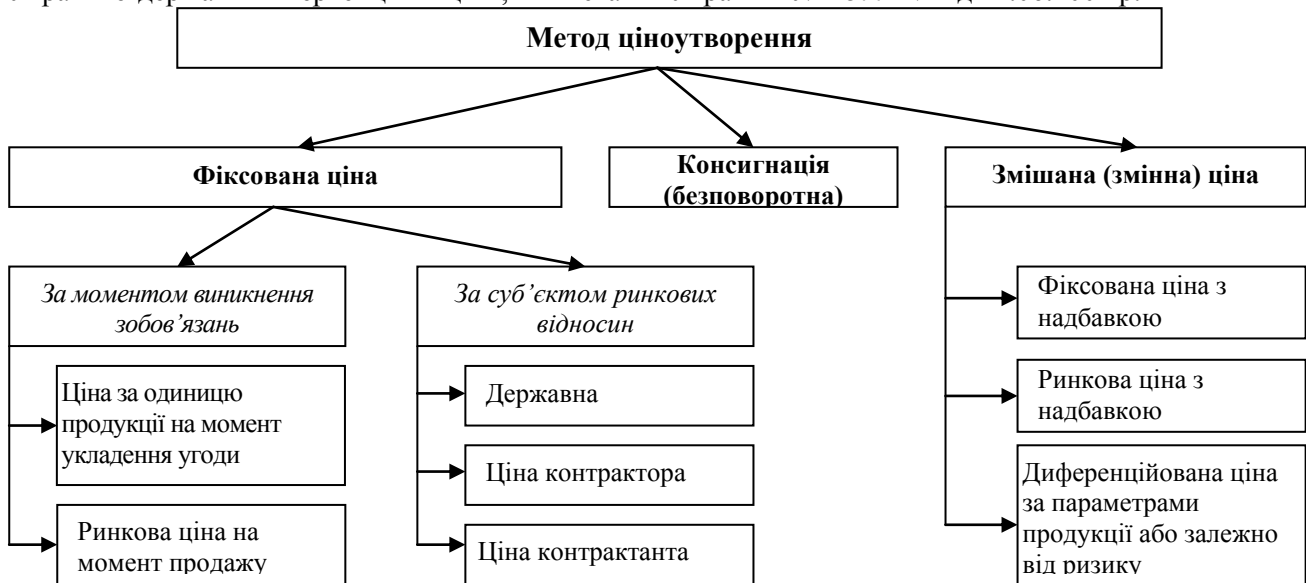 Метод ціноутворення
Фіксована ціна
Консигнація
(безповоротна)
Змішана (змінна) ціна
За моментом виникнення
зобов’язань
За суб’єктом ринкових
відносин
Ціна за одиницю
продукції на момент
укладення угоди
Ринкова ціна на
момент продажу
Державна
Ціна контрактора
Ціна контрактанта
Фіксована ціна з
надбавкою
Ринкова ціна з
надбавкою
Диференційована ціна
за параметрами
продукції або залежно
від ризику